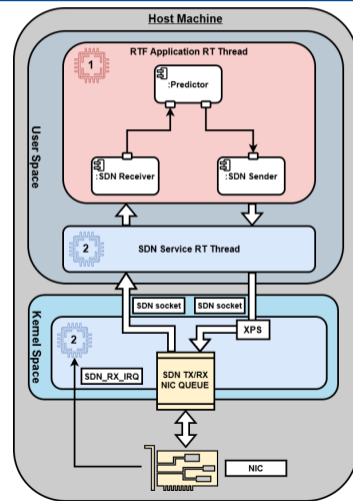 Host Machine
RTF Application RT Thread
1
:Predictor
:SDN Receiver
:SDN Sender
User Space
2
SDN Service RT Thread
SDN socket
SDN socket
XPS
Kernel Space
2
SDN_RX_IRQ
SDN TX/RX
NIC QUEUE
NIC